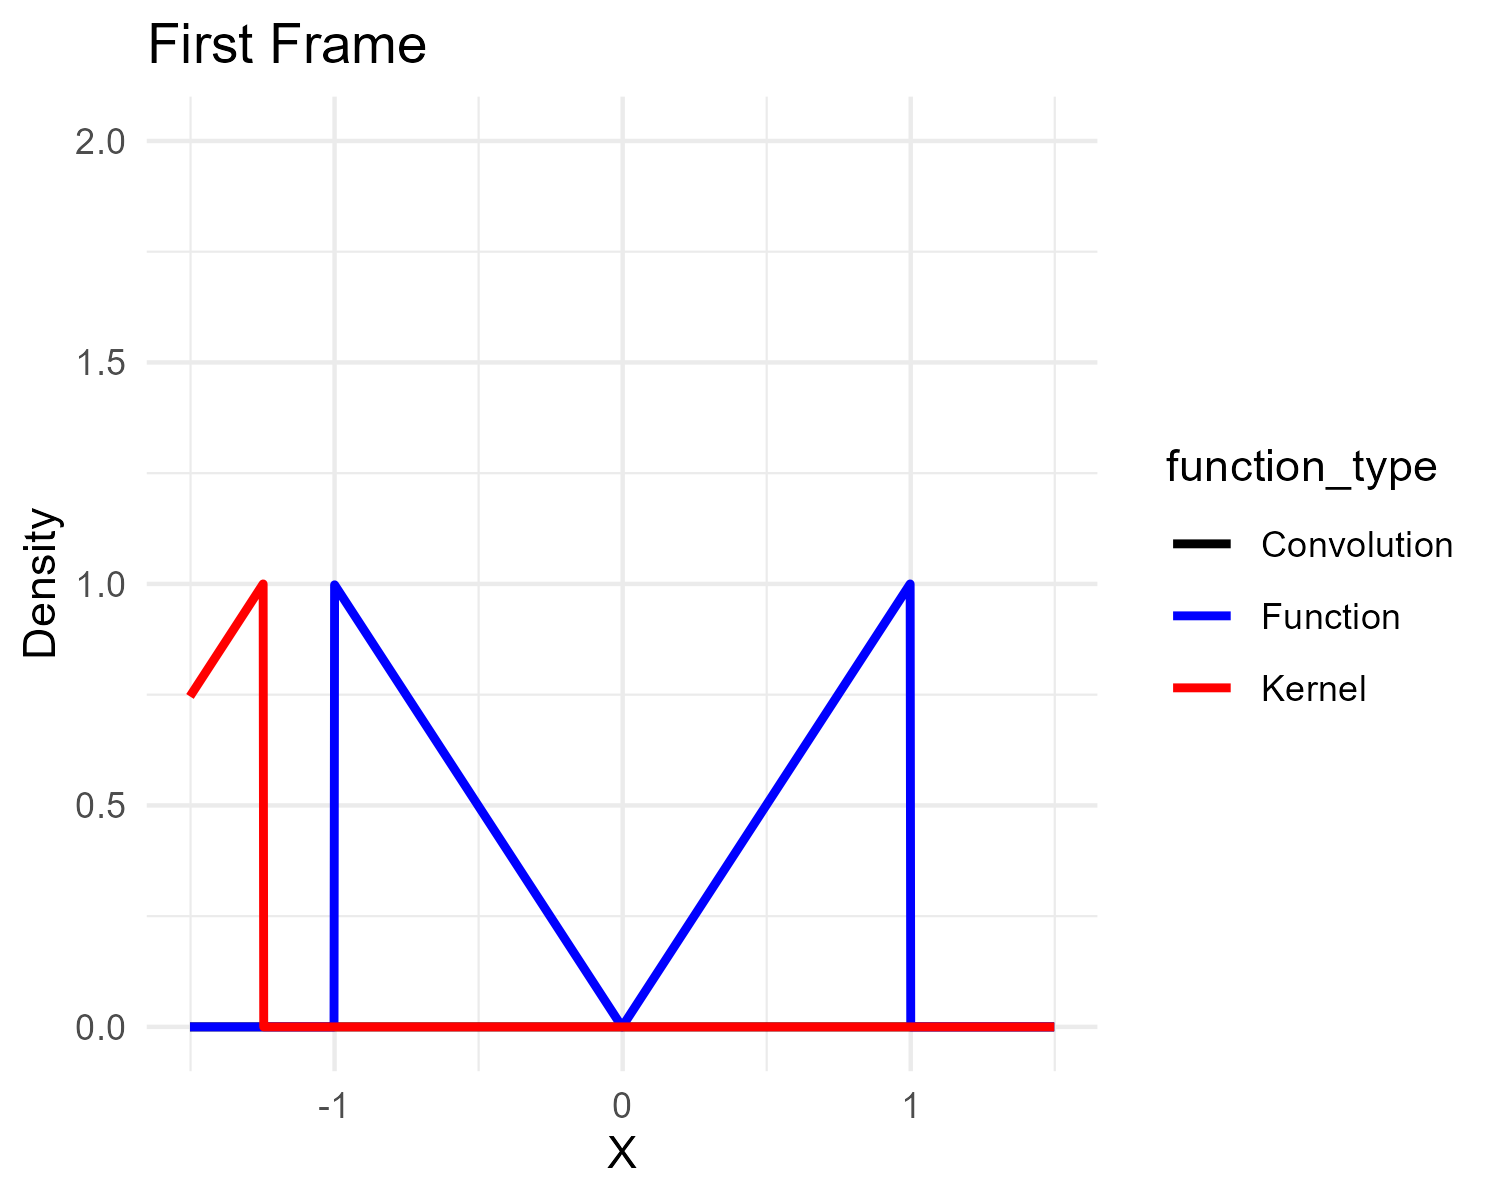 First Frame
2.0
1.5
1.0
0.5
0.0
Density
-1
0
1
X
function_type
Convolution
Function
Kernel